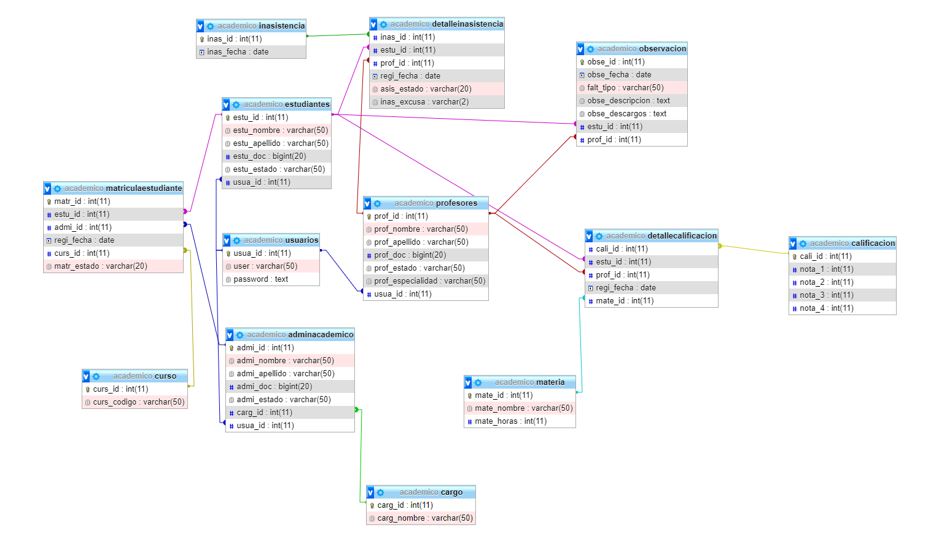 academico inasistencia
inas_id : int(11)
inas_fecha : date
academico detalleinasistencia
inas_id : int(11)
estu_id : int(11)
prof_id : int(11)
regi_fecha : date
asis_estado : varchar(20)
inas_excusa : varchar(2)
academico observacion
obse_id : int(11)
obse_fecha : date
falt_tipo : varchar(50)
obse_descripcion : text
obse_descargos : text
estu_id : int(11)
prof_id : int(11)
academico estudiantes
estu_id : int(11)
estu_nombre : varchar(50)
estu_apellido : varchar(50)
estu_doc : bigint(20)
estu_estado : varchar(50)
usua_id : int(11)
academico matriculaestudiante
matr_id : int(11)
estu_id : int(11)
admi_id : int(11)
regi_fecha : date
curs_id : int(11)
matr_estado : varchar(20)
academico profesores
prof_id : int(11)
prof_nombre : varchar(50)
prof_apellido : varchar(50)
prof_doc : bigint(20)
prof_estado : varchar(50)
prof_especialidad : varchar(50)
usua_id : int(11)
academico usuarios
usua_id : int(11)
user : varchar(50)
password : text
academico detallecalificacion
cali_id : int(11)
estu_id : int(11)
prof_id : int(11)
regi_fecha : date
mate_id : int(11)
academico calificacion
cali_id : int(11)
nota_1 : int(11)
nota_2 : int(11)
nota_3 : int(11)
nota_4 : int(11)
academico adminacademico
admi_id : int(11)
admi_nombre : varchar(50)
admi_apellido : varchar(50)
admi_doc : bigint(20)
admi_estado : varchar(50)
carg_id : int(11)
usua_id : int(11)
academico curso
curs_id : int(11)
curs_codigo : varchar(50)
academico materia
mate_id : int(11)
mate_nombre : varchar(50)
mate_horas : int(11)
academico cargo
carg_id : int(11)
carg_nombre : varchar(50)